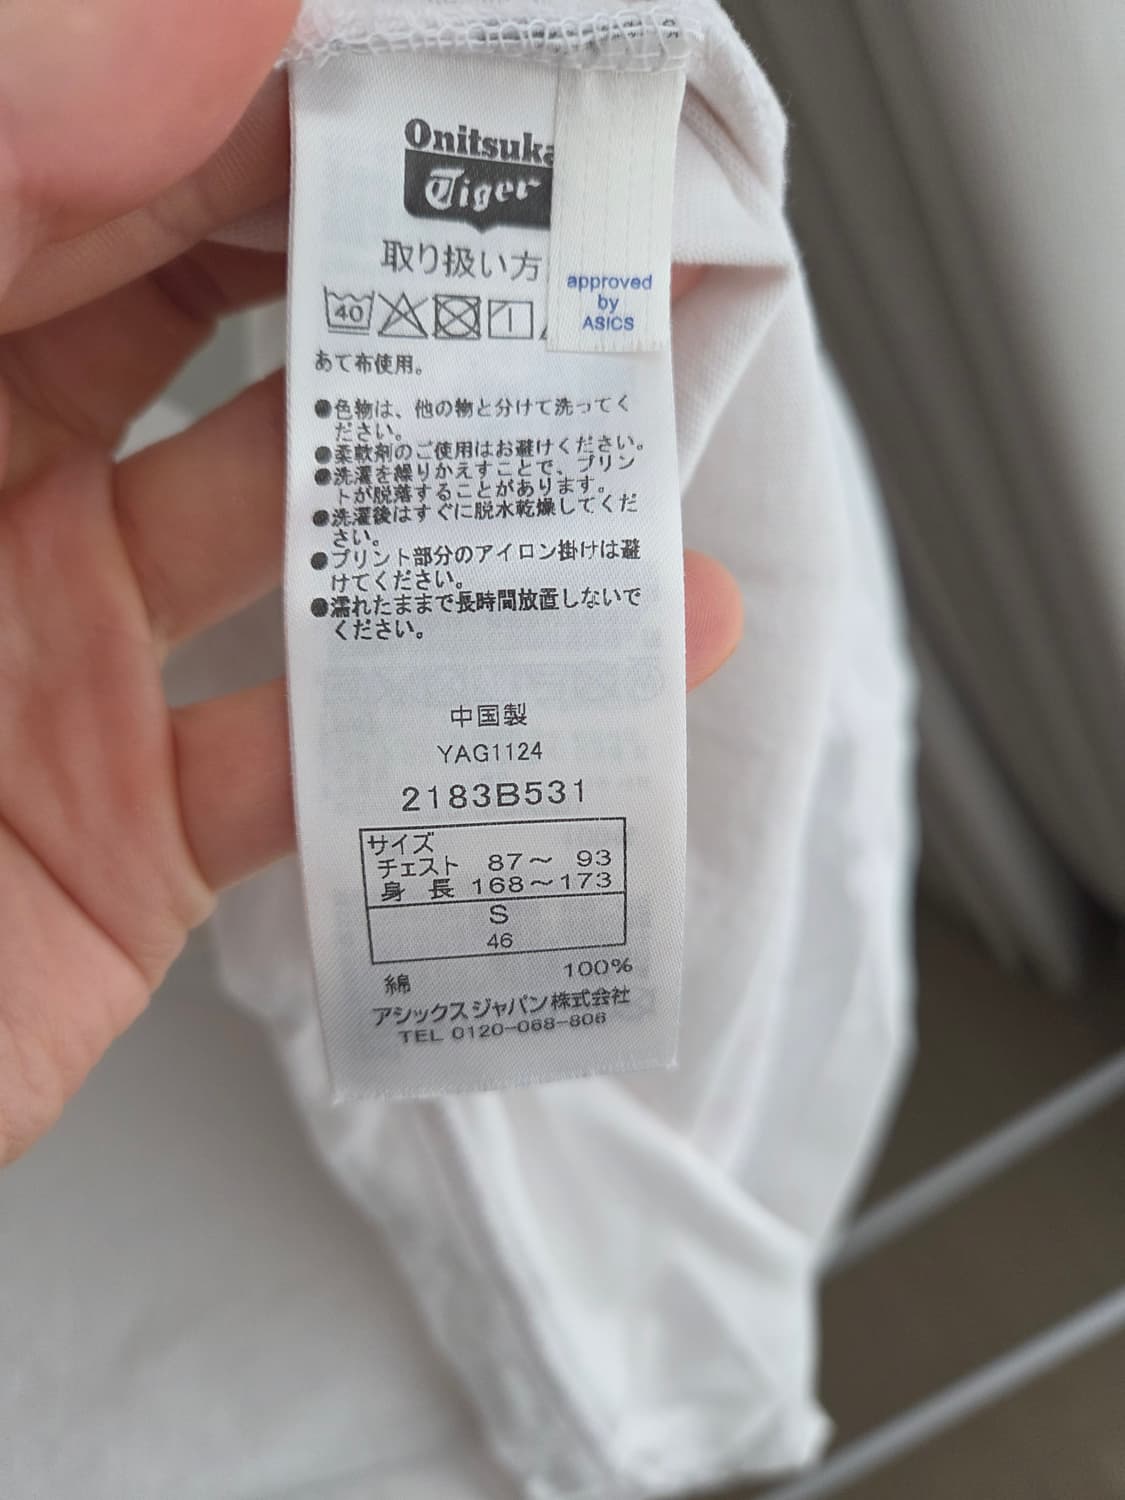 Onitsuka
Tiger
取り扱い方
approved
by
ASICS
40
あて布使用。
●色物は、他の物と分けて洗ってく
ださい。
●柔軟剤のご使用はお避けください。
●洗濯を繰りかえすことで、プリン
トが脱落することがあります。
●洗濯後はすぐに脱水乾燥してくだ
さい。
●プリント部分のアイロン掛けは避
けてください。
●濡れたままで長時間放置しないで
ください。
中国製
YAG1124
2183B531
サイズ
チェスト 87〜 93
身 長 168〜173
S
46
綿 100%
アシックスジャパン株式会社
TEL 0120-068-806